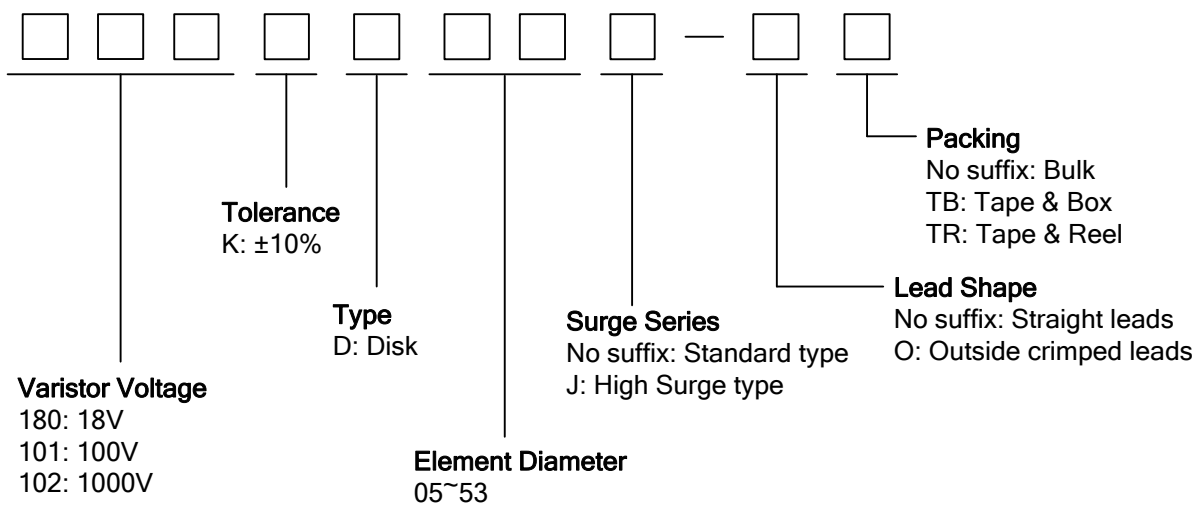 Packing
No suffix: Bulk
TB: Tape & Box
TR: Tape & Reel
Tolerance
K: ±10%
Lead Shape
No suffix: Straight leads
O: Outside crimped leads
Type
D: Disk
Surge Series
No suffix: Standard type
J: High Surge type
Varistor Voltage
180: 18V
101: 100V
102: 1000V
Element Diameter
05~53